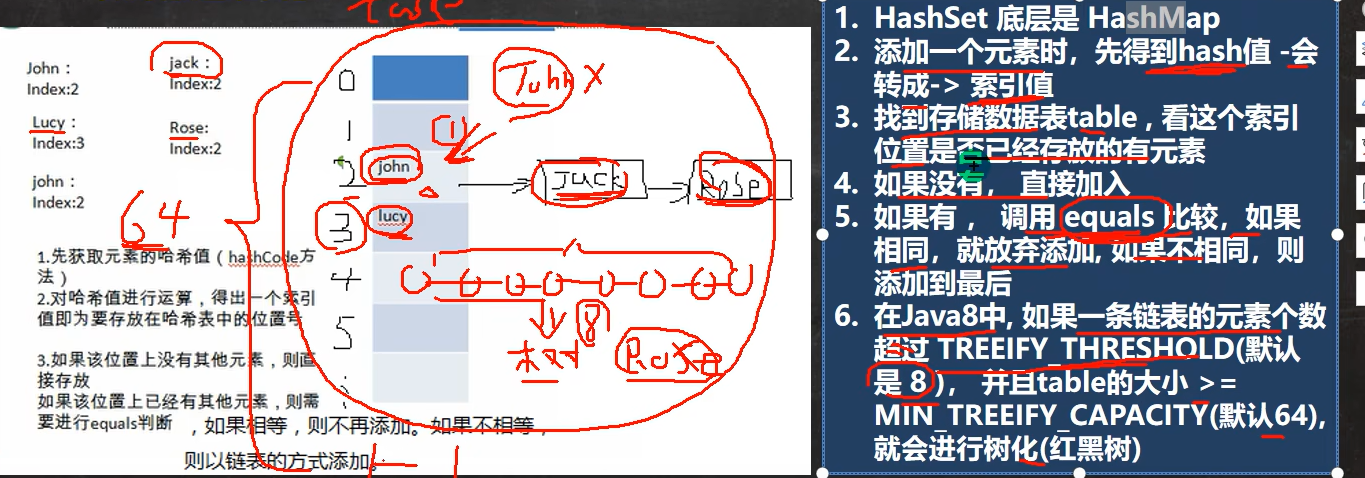 Table
John：
Index:2
jack：
Index:2
Lucy：
Index:3
Rose:
Index:2
john：
Index:2
64
1.先获取元素的哈希值（hashCode方
法）
2.对哈希值进行运算，得出一个索引
值即为要存放在哈希表中的位置号
3.如果该位置上没有其他元素，则直
接存放
如果该位置上已经有其他元素，则需
要进行equals判断
，如果相等，则不再添加。如果不相等，
则以链表的方式添加。
0
1
2
3
4
5
john
lucy
John X
(1)
Jack
Rose
8
Rose
1. HashSet 底层是 HashMap
2. 添加一个元素时，先得到hash值 -会
转成-> 索引值
3. 找到存储数据表table，看这个索引
位置是否已经存放的有元素
4. 如果没有， 直接加入
5. 如果有 ， 调用 equals 比较，如果
相同，就放弃添加, 如果不相同，则
添加到最后
6. 在Java8中, 如果一条链表的元素个数
超过 TREEIFY_THRESHOLD(默认
是 8 )， 并且table的大小 >=
MIN_TREEIFY_CAPACITY(默认64),
就会进行树化(红黑树)